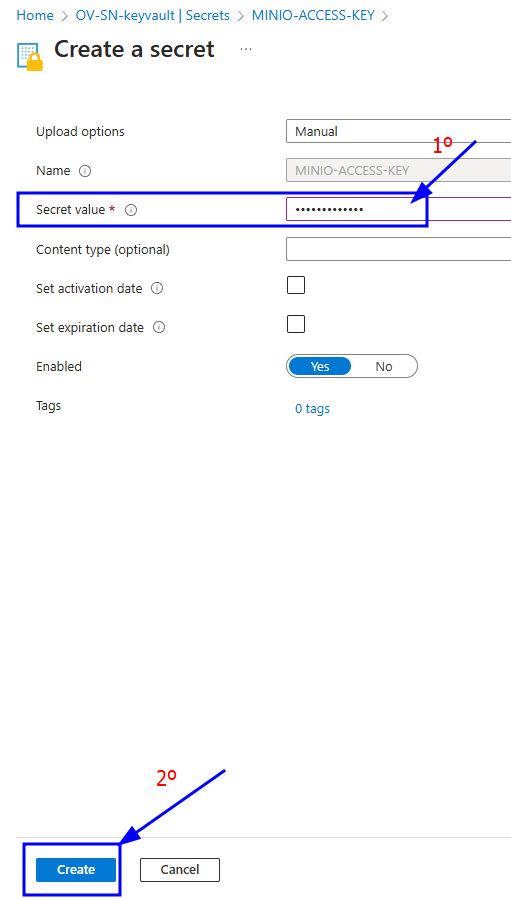 Home > OV-SN-keyvault | Secrets > MINIO-ACCESS-KEY >
Create a secret ...
Upload options Manual
1º
Name MINIO-ACCESS-KEY
Secret value * •••••••••••••
Content type (optional)
Set activation date
Set expiration date
Enabled Yes No
Tags 0 tags
2º
Create Cancel